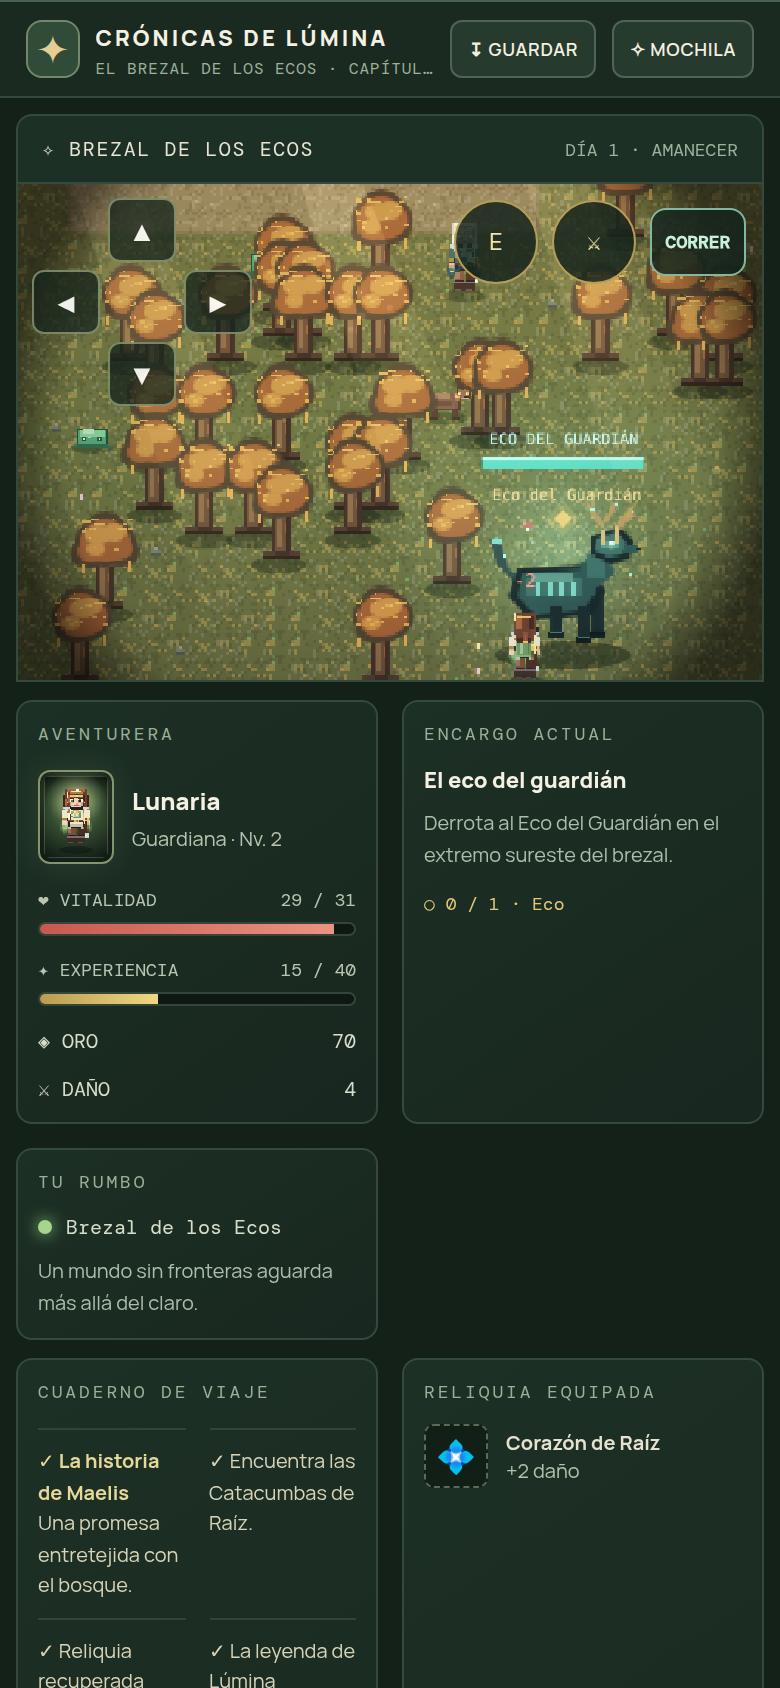 CRÓNICAS DE LÚMINA
EL BREZAL DE LOS ECOS · CAPÍTUL…
↧ GUARDAR
✧ MOCHILA
✧ BREZAL DE LOS ECOS
DÍA 1 · AMANECER
▲
◀
▶
▼
E
⚔
CORRER
ECO DEL GUARDIÁN
Eco del Guardián
-2
AVENTURERA
Lunaria
Guardiana · Nv. 2
❤ VITALIDAD 29 / 31
✦ EXPERIENCIA 15 / 40
◈ ORO 70
⚔ DAÑO 4
ENCARGO ACTUAL
El eco del guardián
Derrota al Eco del Guardián en el
extremo sureste del brezal.
○ 0 / 1 · Eco
TU RUMBO
Brezal de los Ecos
Un mundo sin fronteras aguarda
más allá del claro.
CUADERNO DE VIAJE
✓ La historia
de Maelis
Una promesa
entretejida con
el bosque.
✓ Encuentra las
Catacumbas de
Raíz.
✓ Reliquia
recuperada
✓ La leyenda de
Lúmina
RELIQUIA EQUIPADA
Corazón de Raíz
+2 daño